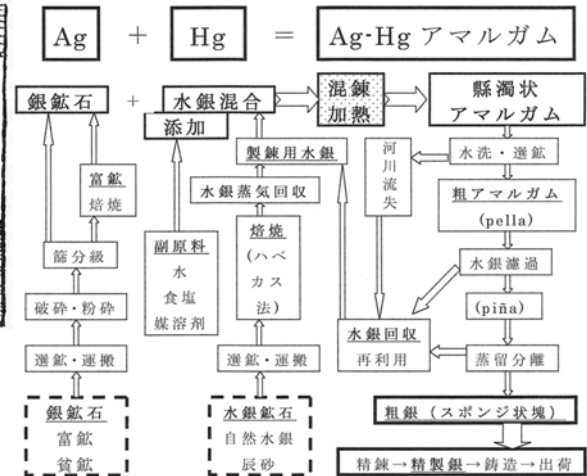 Ag + Hg = Ag-Hg アマルガム
銀鉱石 + 水銀混合
添加
混錬
加熱
懸濁状
アマルガム
製錬用水銀
河川流失
水洗・選鉱
富鉱
焙焼
水銀蒸気回収
粗アマルガム
(pella)
副原料
水
食塩
媒溶剤
焙焼
(ハベ
カス
法)
篩分級
水銀濾過
破砕・粉砕
(piña)
水銀回収
再利用
選鉱・運搬
選鉱・運搬
蒸留分離
銀鉱石
富鉱
貧鉱
水銀鉱石
自然水銀
辰砂
粗銀(スポンジ状塊)
精錬→精製銀→鋳造→出荷